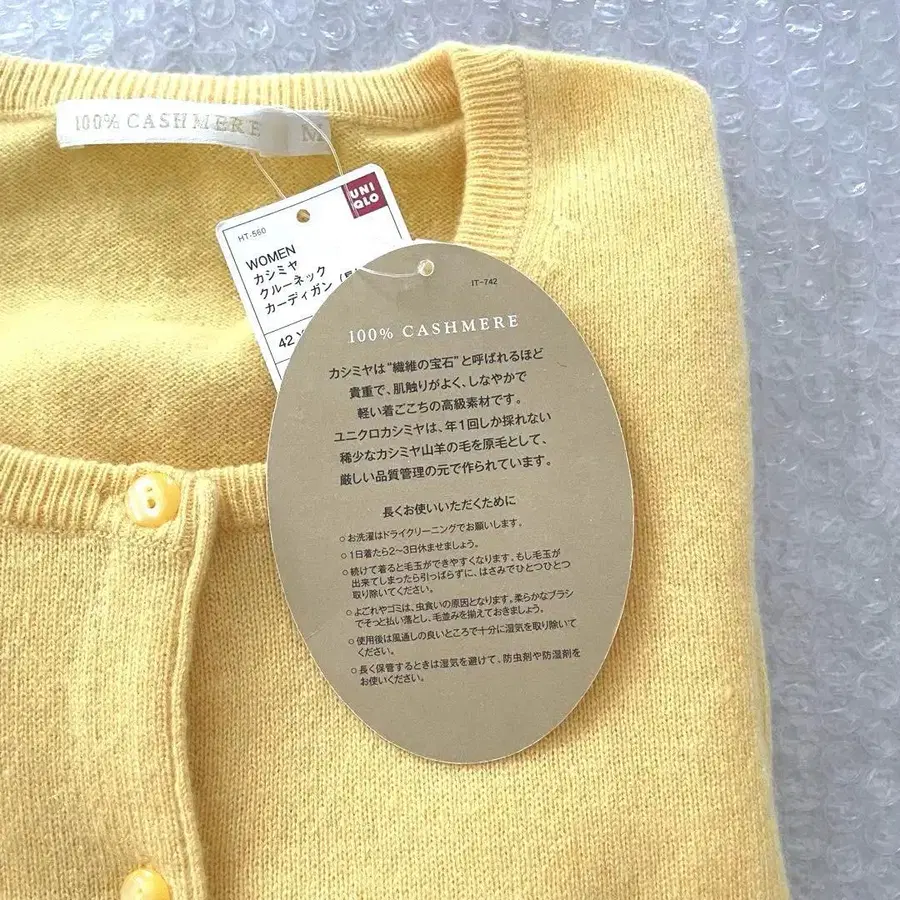 100% CASHMERE M
UNI
QLO
HT-560
WOMEN
カシミヤ
クルーネック
カーディガン
42
IT-742
100% CASHMERE
カシミヤは“繊維の宝石”と呼ばれるほど
貴重で、肌触りがよく、しなやかで
軽い着ごこちの高級素材です。
ユニクロカシミヤは、年1回しか採れない
稀少なカシミヤ山羊の毛を原毛として、
厳しい品質管理の元で作られています。
長くお使いいただくために
○お洗濯はドライクリーニングでお願いします。
○1日着たら2〜3日休ませましょう。
○続けて着ると毛玉ができやすくなります。もし毛玉が
出来てしまったら引っぱらずに、はさみでひとつひとつ
取り除いてください。
○よごれやゴミは、虫食いの原因となります。柔らかなブラシ
でそっと払い落とし、毛並みを揃えておきましょう。
○使用後は風通しの良いところで十分に湿気を取り除いて
ください。
○長く保管するときは湿気を避けて、防虫剤や防湿剤を
お使いください。